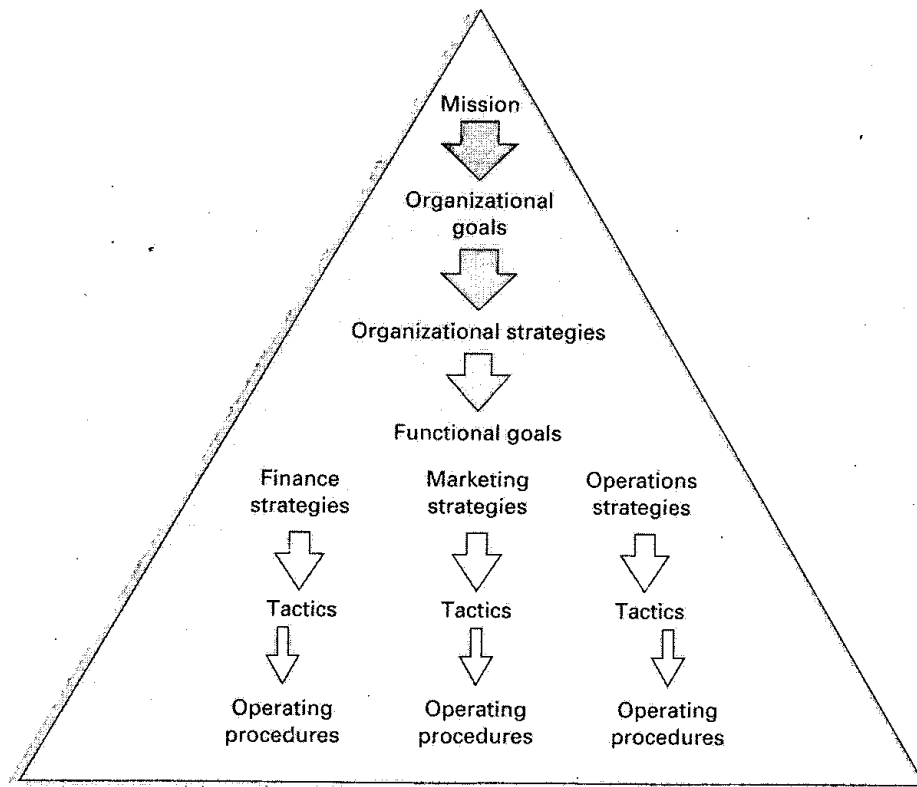 Mission
Organizational
goals
Organizational strategies
Functional goals
Finance
strategies
Marketing
strategies
Operations
strategies
Tactics
Tactics
Tactics
Operating
procedures
Operating
procedures
Operating
procedures